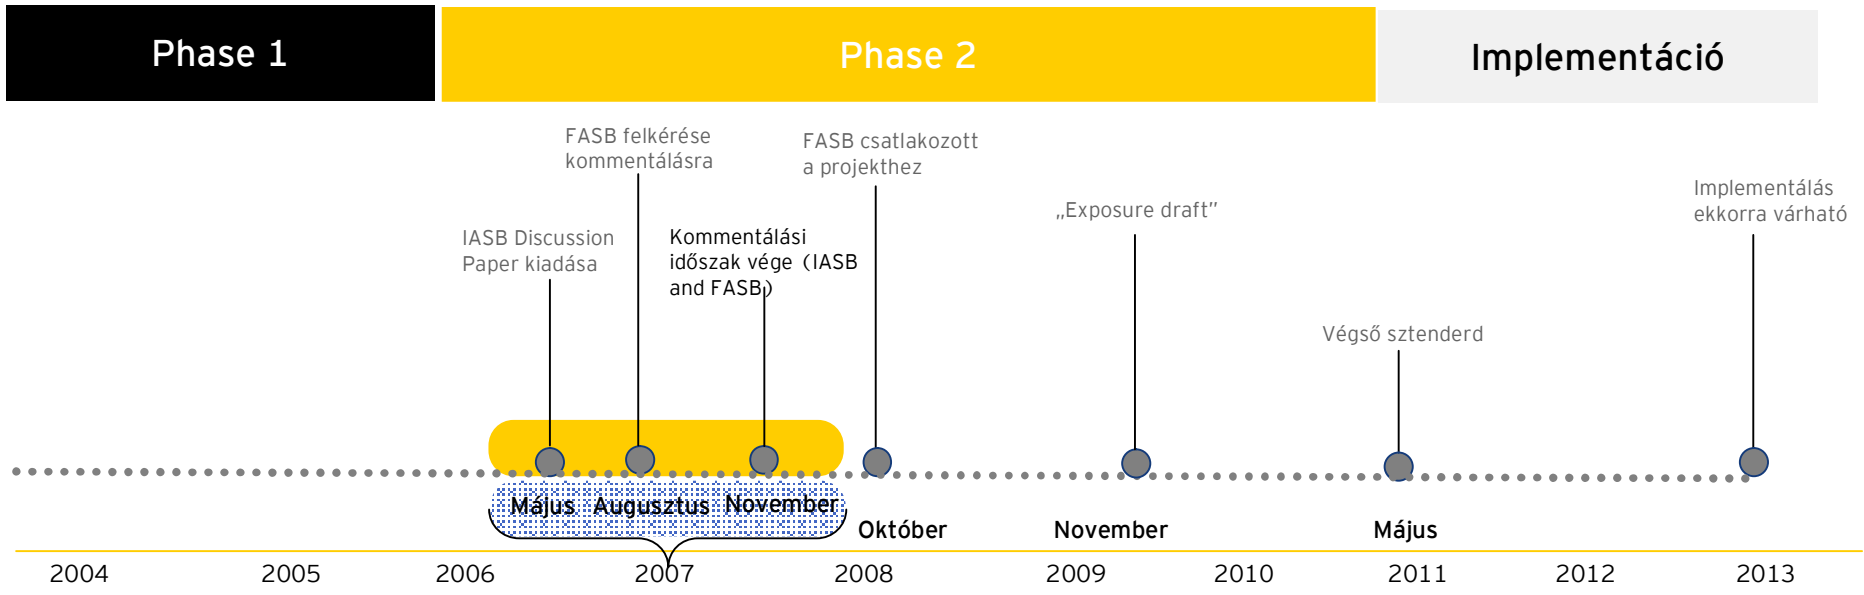 Phase 1
Phase 2
Implementáció
FASB felkérése
kommentálásra
FASB csatlakozott
a projekthez
„Exposure draft”
Implementálás
ekkorra várható
IASB Discussion
Paper kiadása
Kommentálási
időszak vége (IASB
and FASB)
Végső sztenderd
Május Augusztus November
Október
November
Május
2004 2005 2006 2007 2008 2009 2010 2011 2012 2013